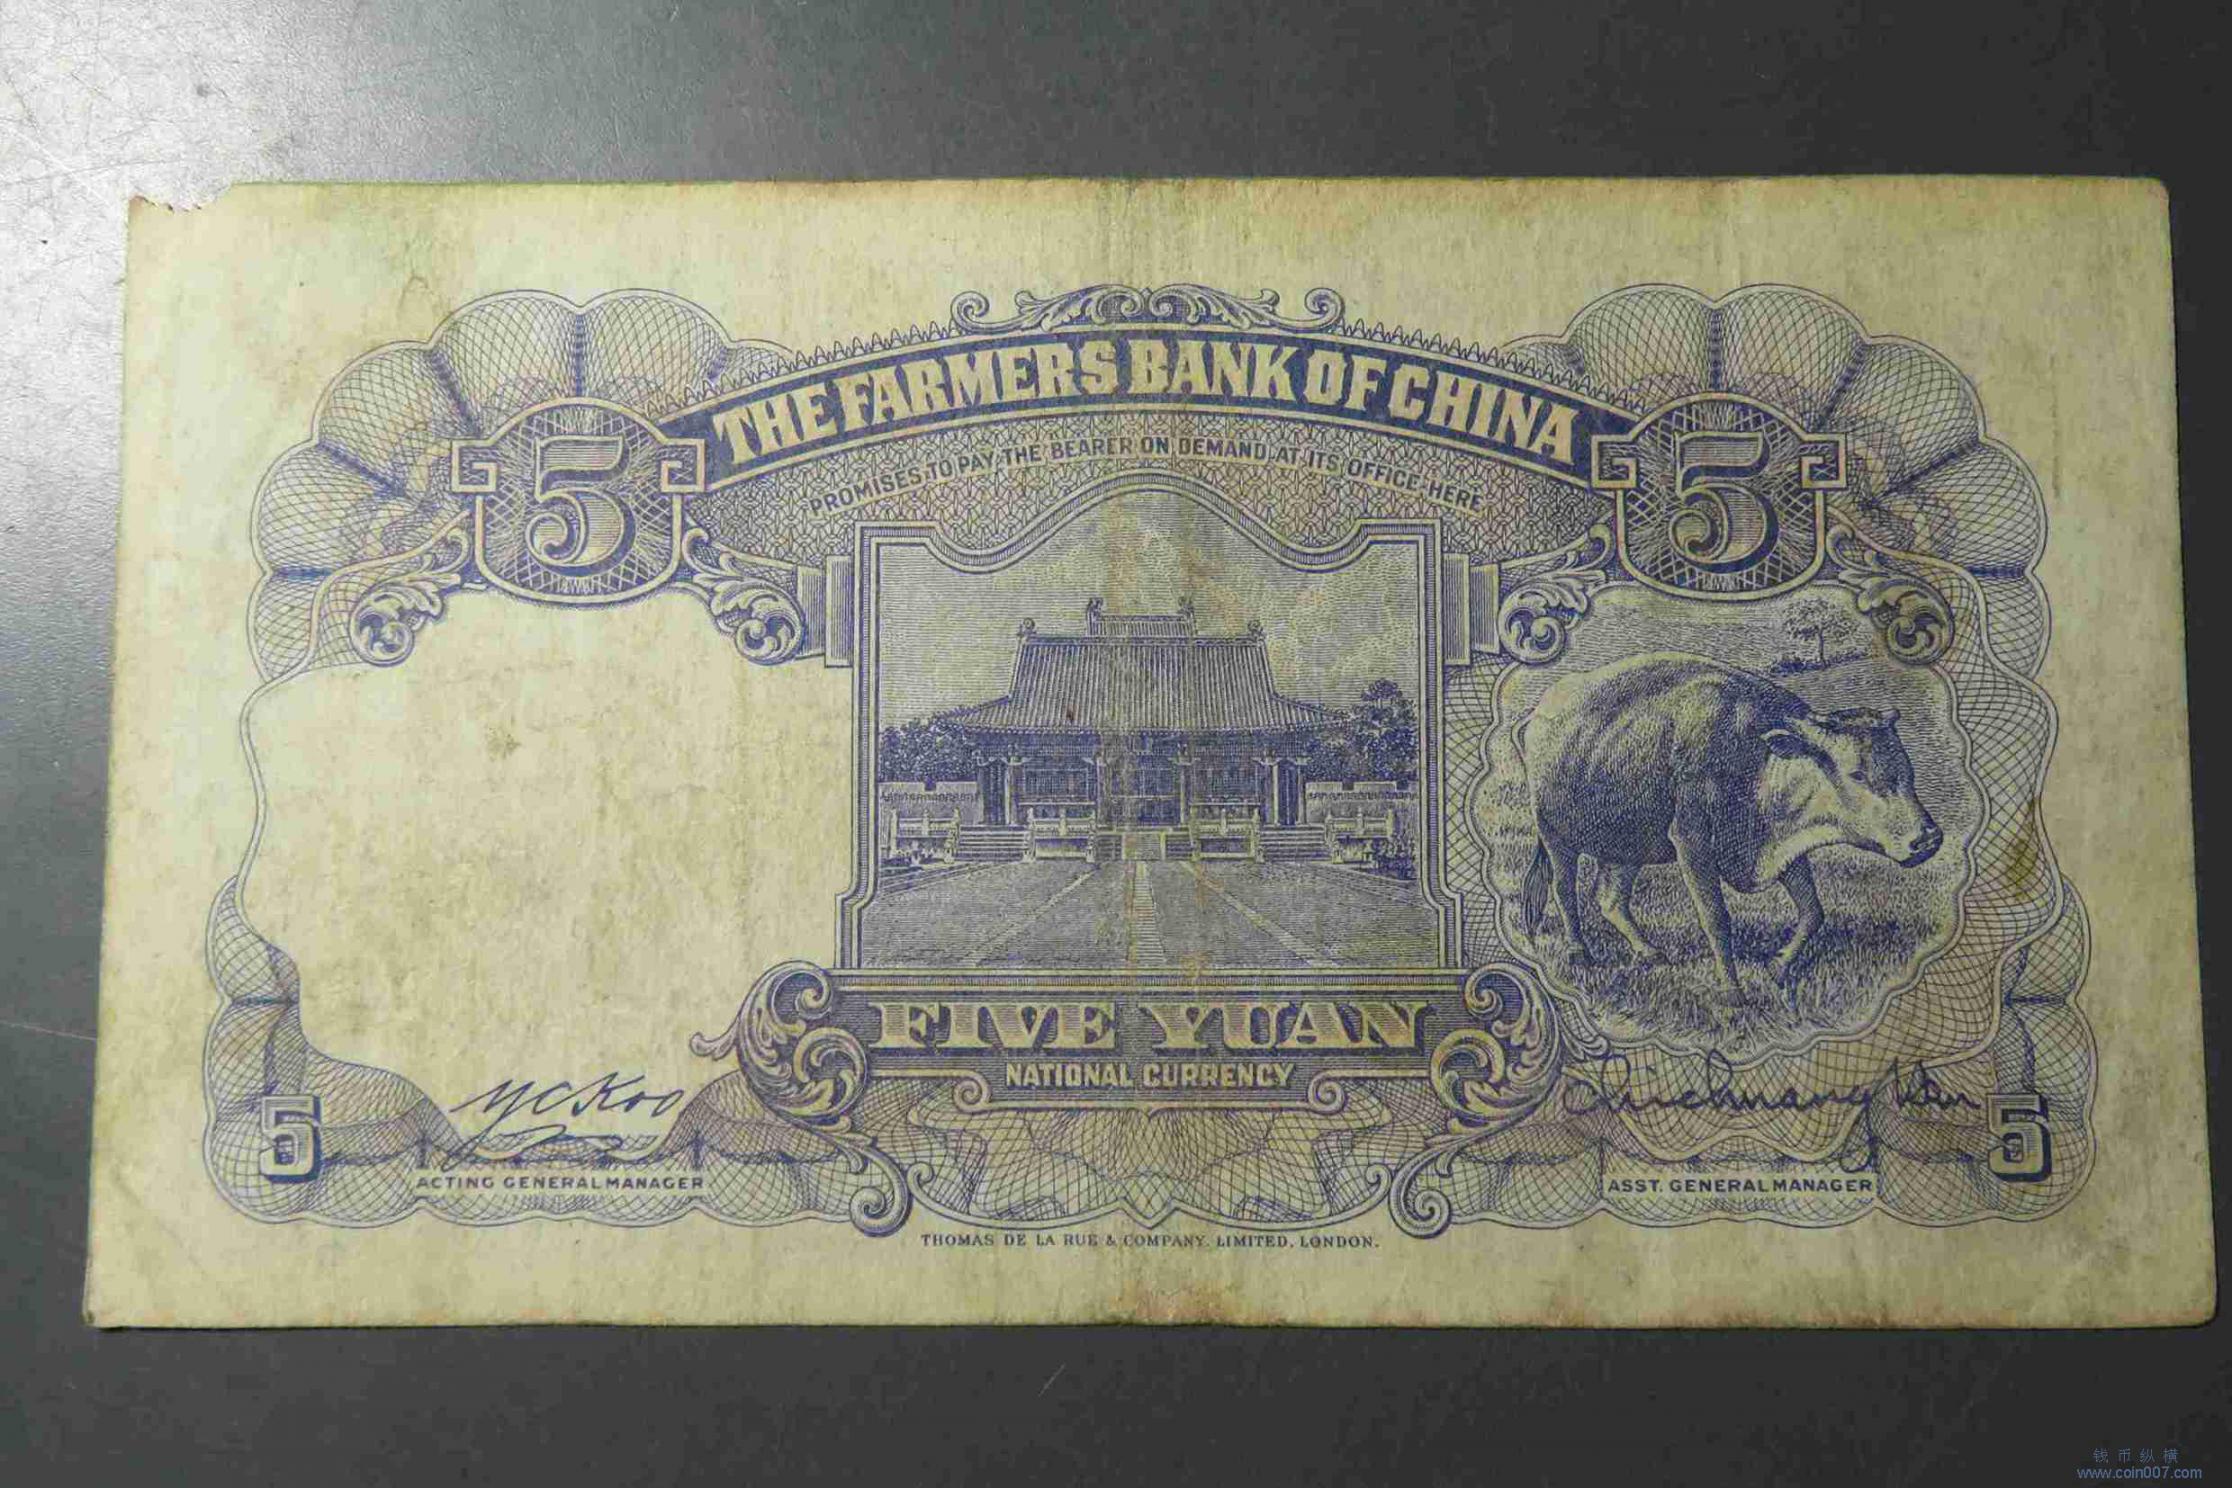 THE FARMERS BANK OF CHINA
PROMISES TO PAY THE BEARER ON DEMAND AT ITS OFFICE HERE
5
5
FIVE YUAN
NATIONAL CURRENCY
5
Y C Koo
5
ACTING GENERAL MANAGER
ASST. GENERAL MANAGER
THOMAS DE LA RUE & COMPANY, LIMITED, LONDON.
钱币纵横
www.coin007.com